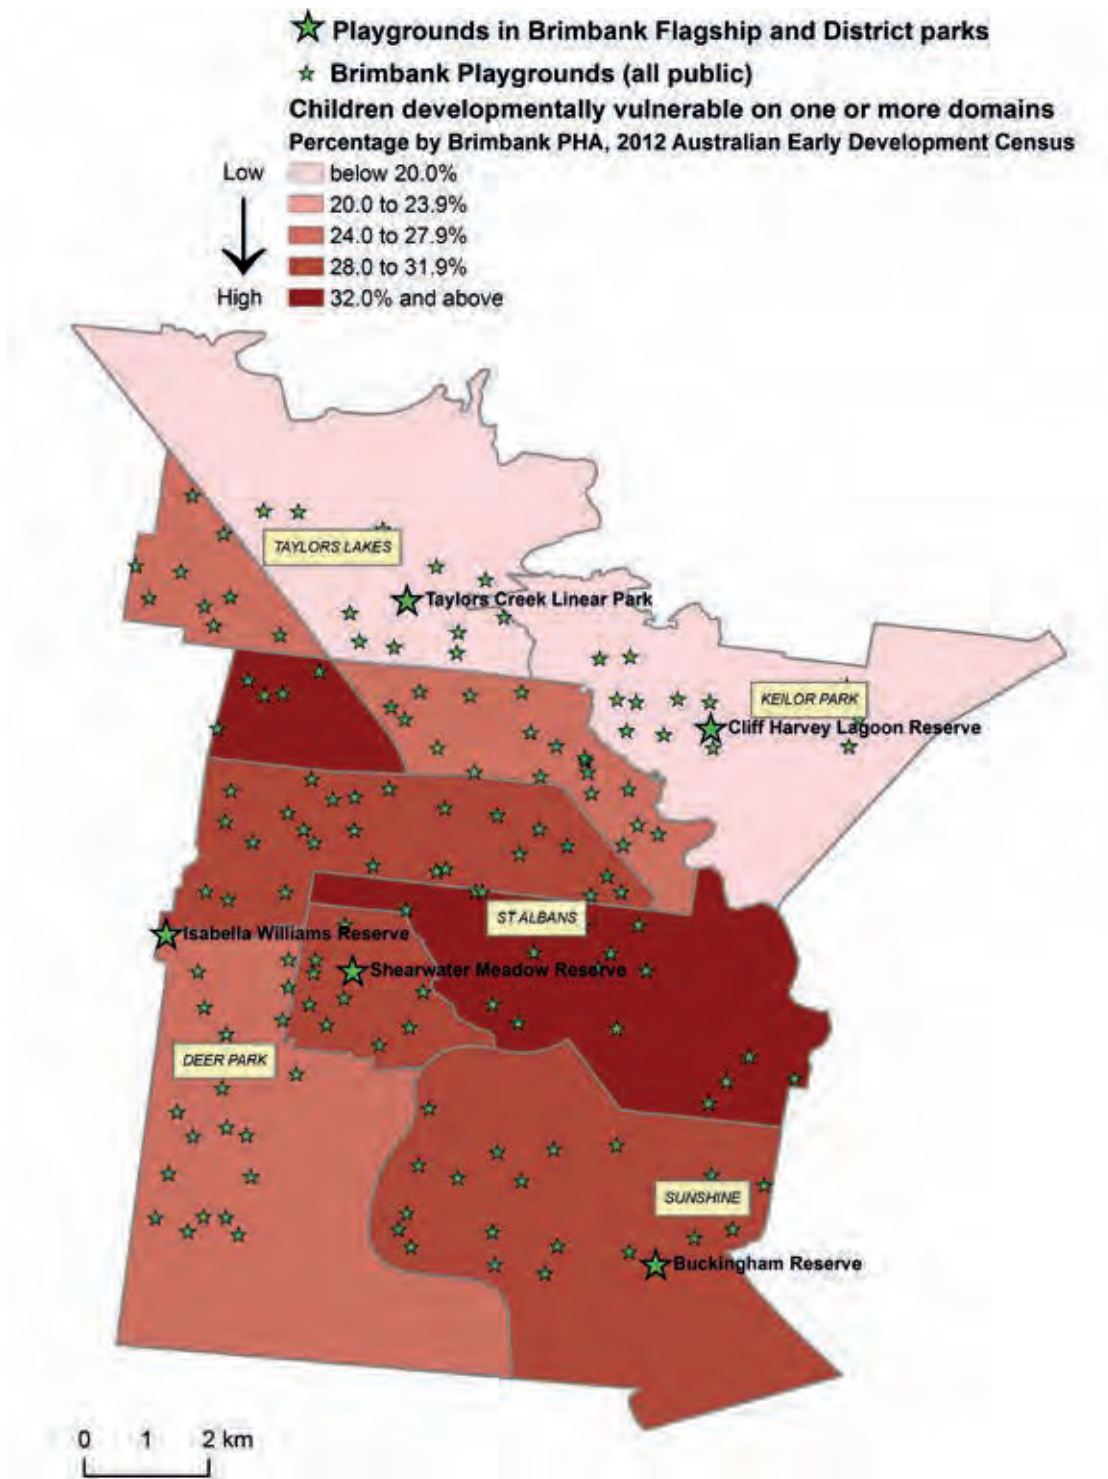 Playgrounds in Brimbank Flagship and District parks
Brimbank Playgrounds (all public)
Children developmentally vulnerable on one or more domains
Percentage by Brimbank PHA, 2012 Australian Early Development Census
Low
below 20.0%
20.0 to 23.9%
24.0 to 27.9%
28.0 to 31.9%
High
32.0% and above
TAYLORS LAKES
Taylors Creek Linear Park
KEILOR PARK
Cliff Harvey Lagoon Reserve
ST ALBANS
Isabella Williams Reserve
Shearwater Meadow Reserve
DEER PARK
SUNSHINE
Buckingham Reserve
0 1 2 km